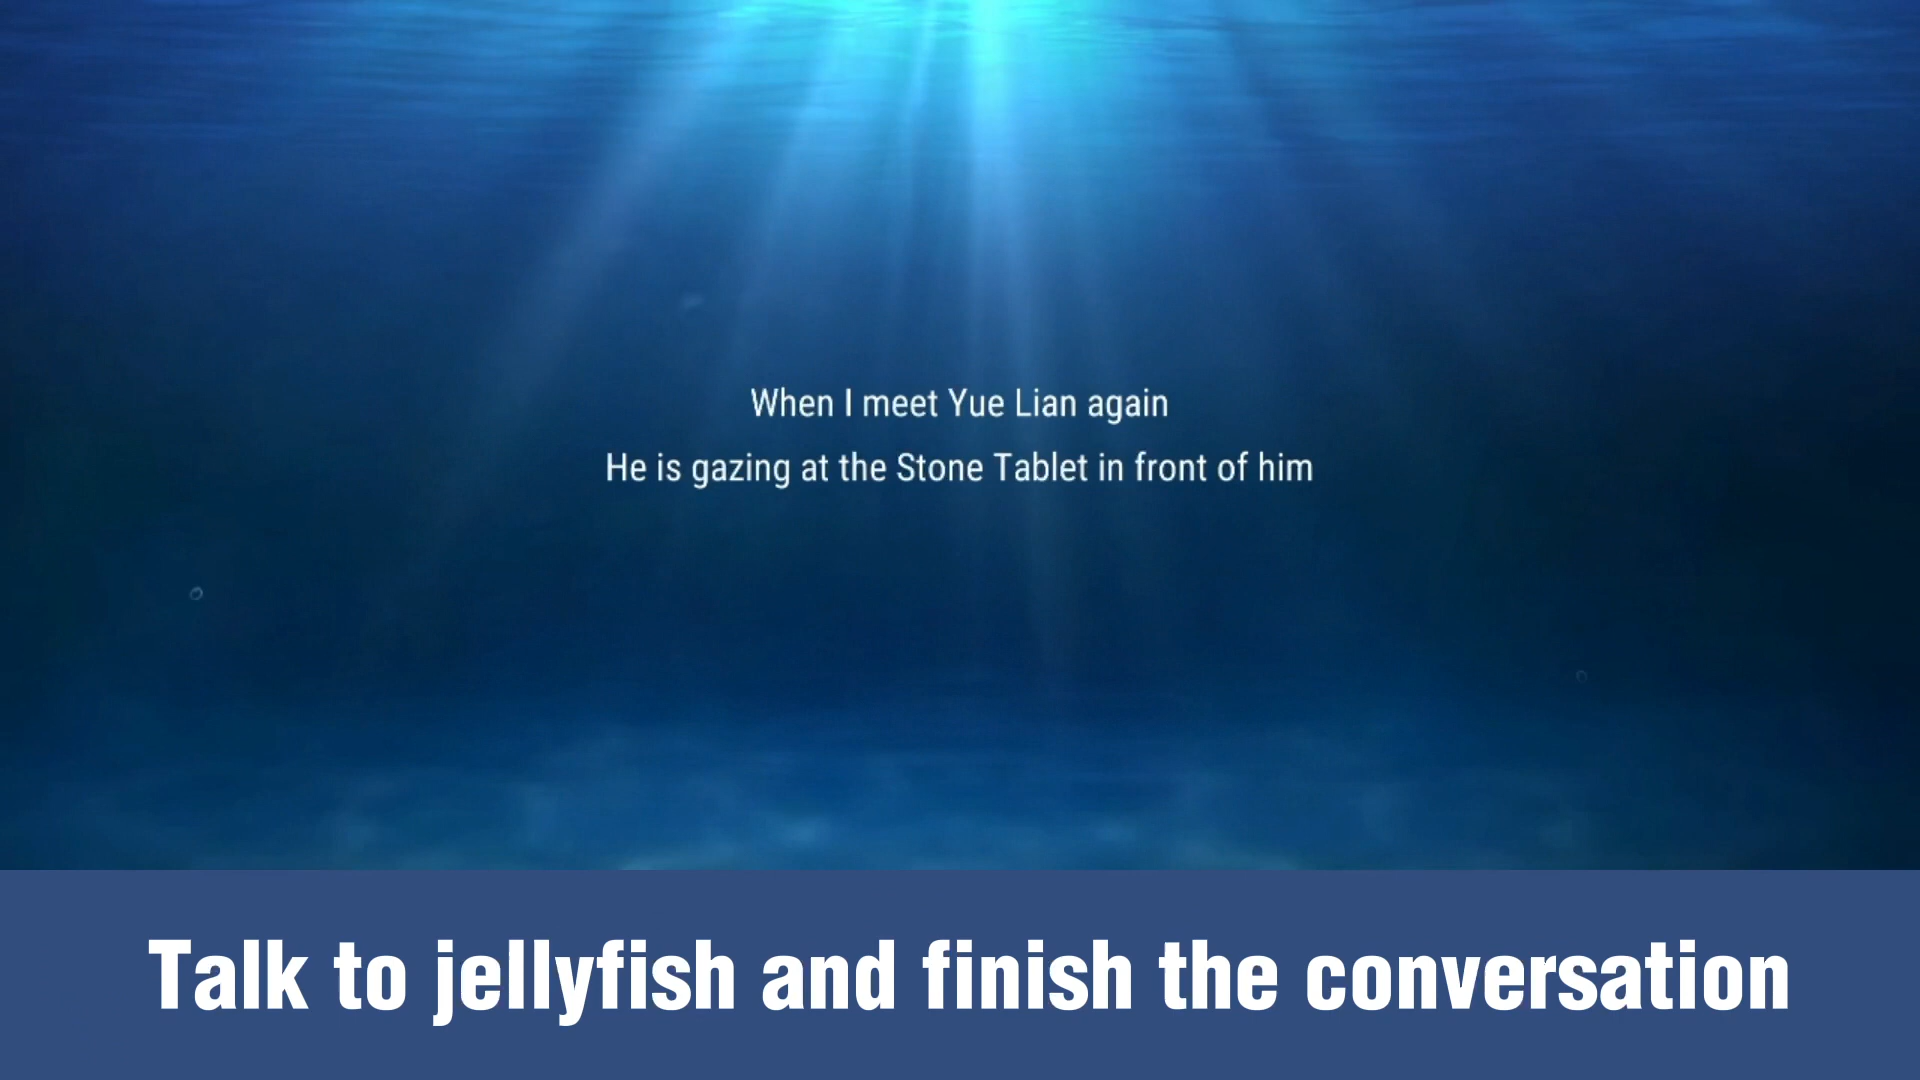 When I meet Yue Lian again
He is gazing at the Stone Tablet in front of him
Talk to jellyfish and finish the conversation